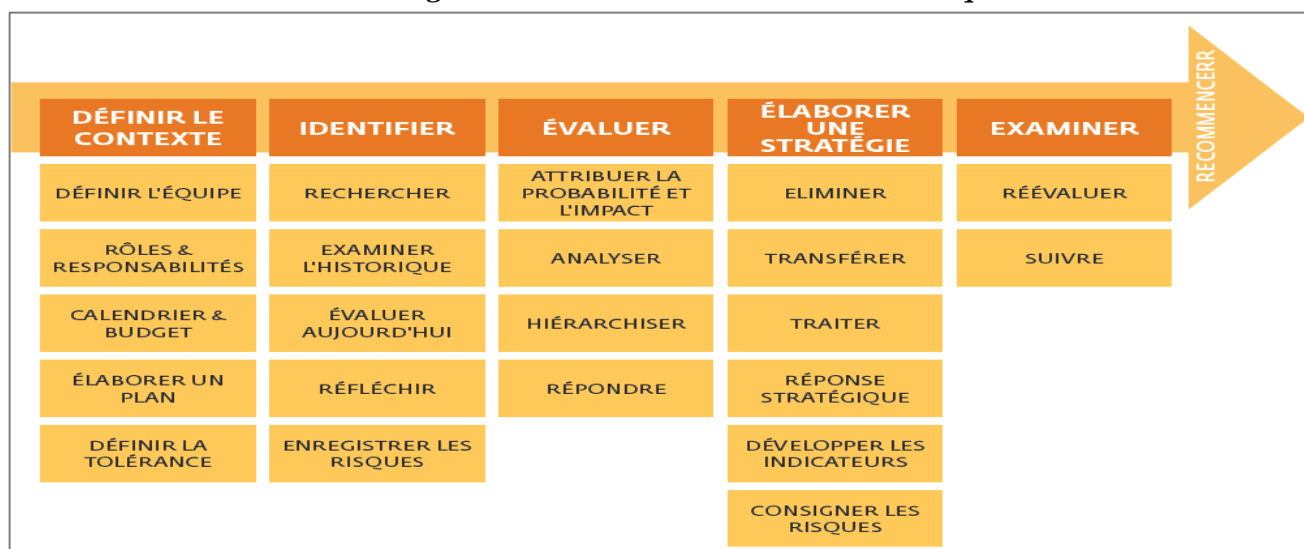 DÉFINIR LE
CONTEXTE
DÉFINIR L'ÉQUIPE
RÔLES &
RESPONSABILITÉS
CALENDRIER &
BUDGET
ÉLABORER UN
PLAN
DÉFINIR LA
TOLÉRANCE
IDENTIFIER
RECHERCHER
EXAMINER
L'HISTORIQUE
ÉVALUER
AUJOURD'HUI
RÉFLÉCHIR
ENREGISTRER LES
RISQUES
ÉVALUER
ATTRIBUER LA
PROBABILITÉ ET
L'IMPACT
ANALYSER
HIÉRARCHISER
RÉPONDRE
ÉLABORER
UNE
STRATÉGIE
ELIMINER
TRANSFÉRER
TRAITER
RÉPONSE
STRATÉGIQUE
DÉVELOPPER LES
INDICATEURS
CONSIGNER LES
RISQUES
EXAMINER
RÉÉVALUER
SUIVRE
RECOMMENCERR